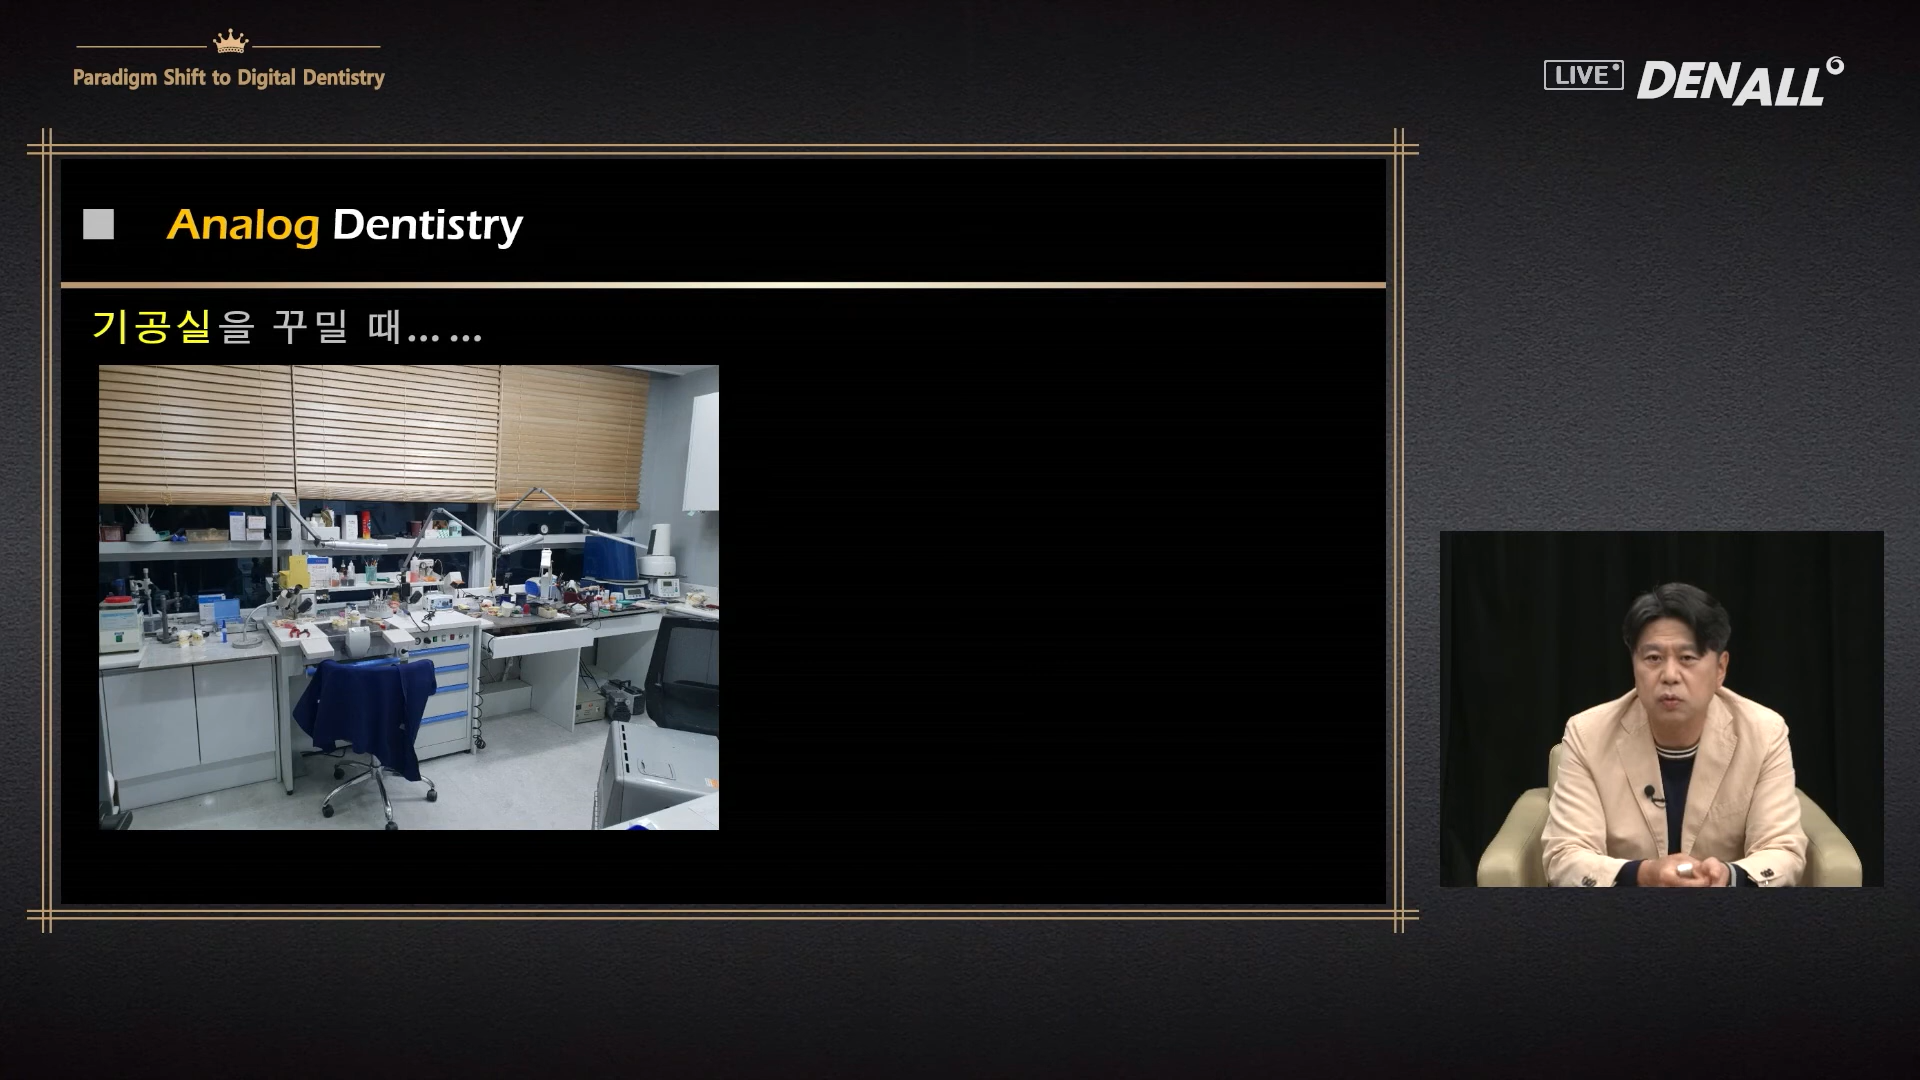 Paradigm Shift to Digital Dentistry
LIVE DENALL
Analog Dentistry
기공실을 꾸밀 때... ...